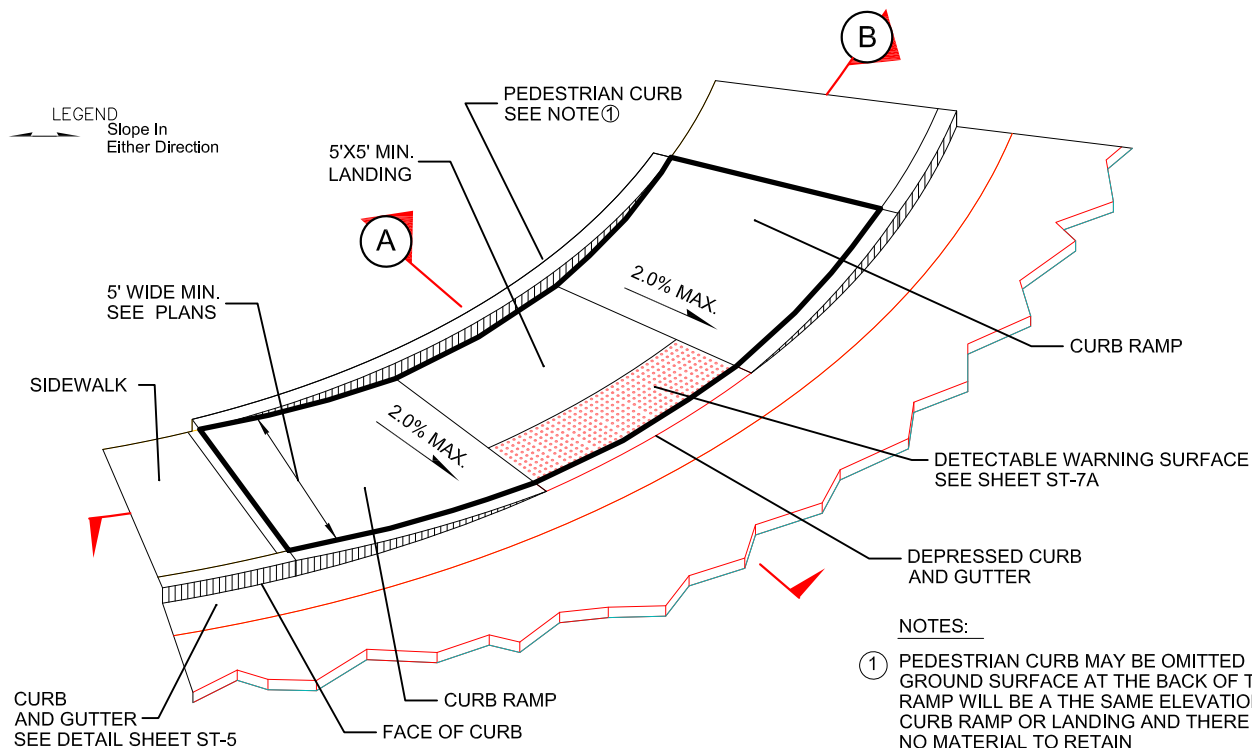 B
PEDESTRIAN CURB
SEE NOTE①
LEGEND
Slope In
Either Direction
5'X5' MIN.
LANDING
A
2.0% MAX.
5' WIDE MIN.
SEE PLANS
CURB RAMP
SIDEWALK
2.0% MAX.
DETECTABLE WARNING SURFACE
SEE SHEET ST-7A
DEPRESSED CURB
AND GUTTER
NOTES:
① PEDESTRIAN CURB MAY BE OMITTED
GROUND SURFACE AT THE BACK OF
RAMP WILL BE A THE SAME ELEVATION
CURB RAMP OR LANDING AND THERE
NO MATERIAL TO RETAIN
CURB RAMP
FACE OF CURB
CURB
AND GUTTER
SEE DETAIL SHEET ST-5